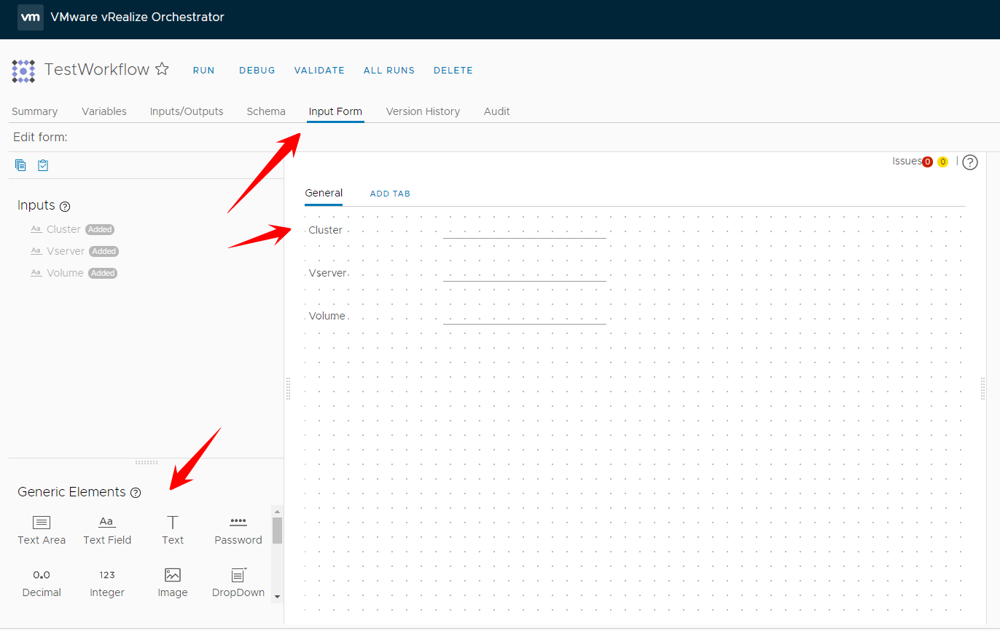 vm VMware vRealize Orchestrator
TestWorkflow RUN DEBUG VALIDATE ALL RUNS DELETE
Summary Variables Inputs/Outputs Schema Input Form Version History Audit
Edit form:
Issues 0 0 | ?
Inputs ?
Aa Cluster Added
Aa Vserver Added
Aa Volume Added
General ADD TAB
Cluster
Vserver
Volume
Generic Elements ?
Aa T
Text Area Text Field Text Password
0.0 123
Decimal Integer Image DropDown